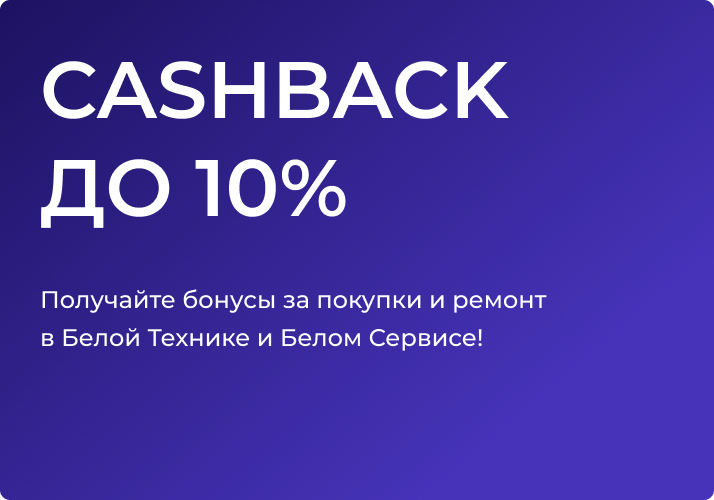 CASHBACK
ДО 10%
Получайте бонусы за покупки и ремонт
в Белой Технике и Белом Сервисе!